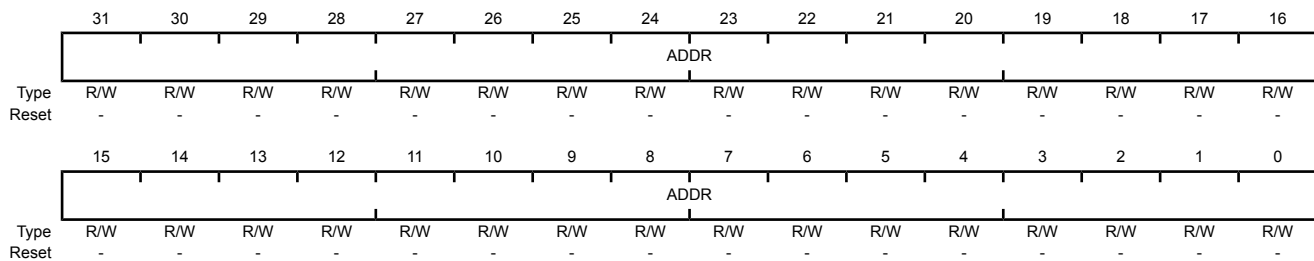 31 30 29 28 27 26 25 24 23 22 21 20 19 18 17 16
ADDR
Type R/W R/W R/W R/W R/W R/W R/W R/W R/W R/W R/W R/W R/W R/W R/W R/W
Reset - - - - - - - - - - - - - - - -
15 14 13 12 11 10 9 8 7 6 5 4 3 2 1 0
ADDR
Type R/W R/W R/W R/W R/W R/W R/W R/W R/W R/W R/W R/W R/W R/W R/W R/W
Reset - - - - - - - - - - - - - - - -